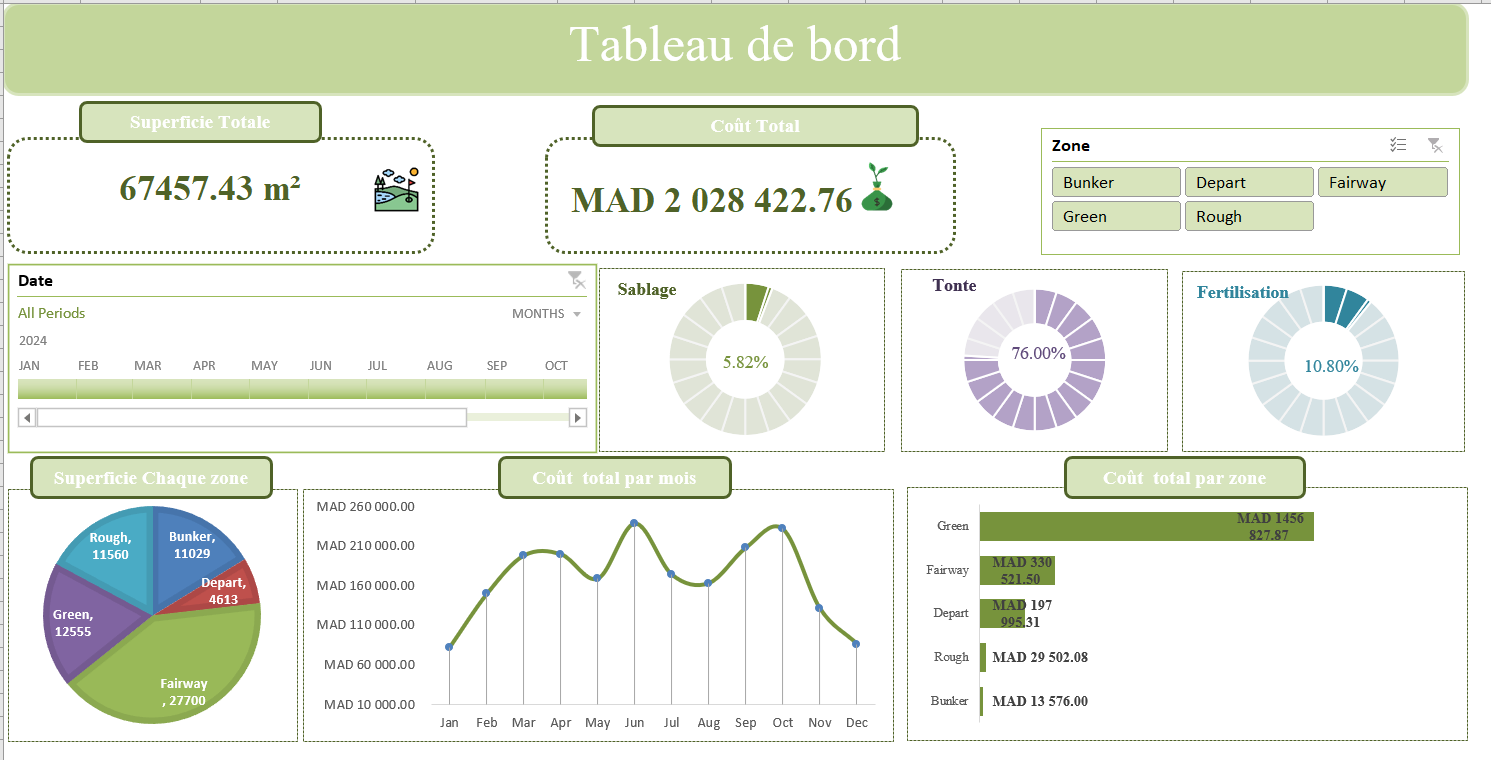 Tableau de bord
Superficie Totale
67457.43 m²
Coût Total
MAD 2 028 422.76
$
Zone
Bunker
Depart
Fairway
Green
Rough
Date
All Periods
MONTHS
2024
JAN FEB MAR APR MAY JUN JUL AUG SEP OCT
Sablage
5.82%
Tonte
76.00%
Fertilisation
10.80%
Superficie Chaque zone
Rough,
11560
Bunker,
11029
Depart,
4613
Green,
12555
Fairway
, 27700
Coût total par mois
MAD 260 000.00
MAD 210 000.00
MAD 160 000.00
MAD 110 000.00
MAD 60 000.00
MAD 10 000.00
Jan Feb Mar Apr May Jun Jul Aug Sep Oct Nov Dec
Coût total par zone
Green
MAD 1456
827.87
Fairway
MAD 330
521.50
Depart
MAD 197
995.31
Rough
MAD 29 502.08
Bunker
MAD 13 576.00